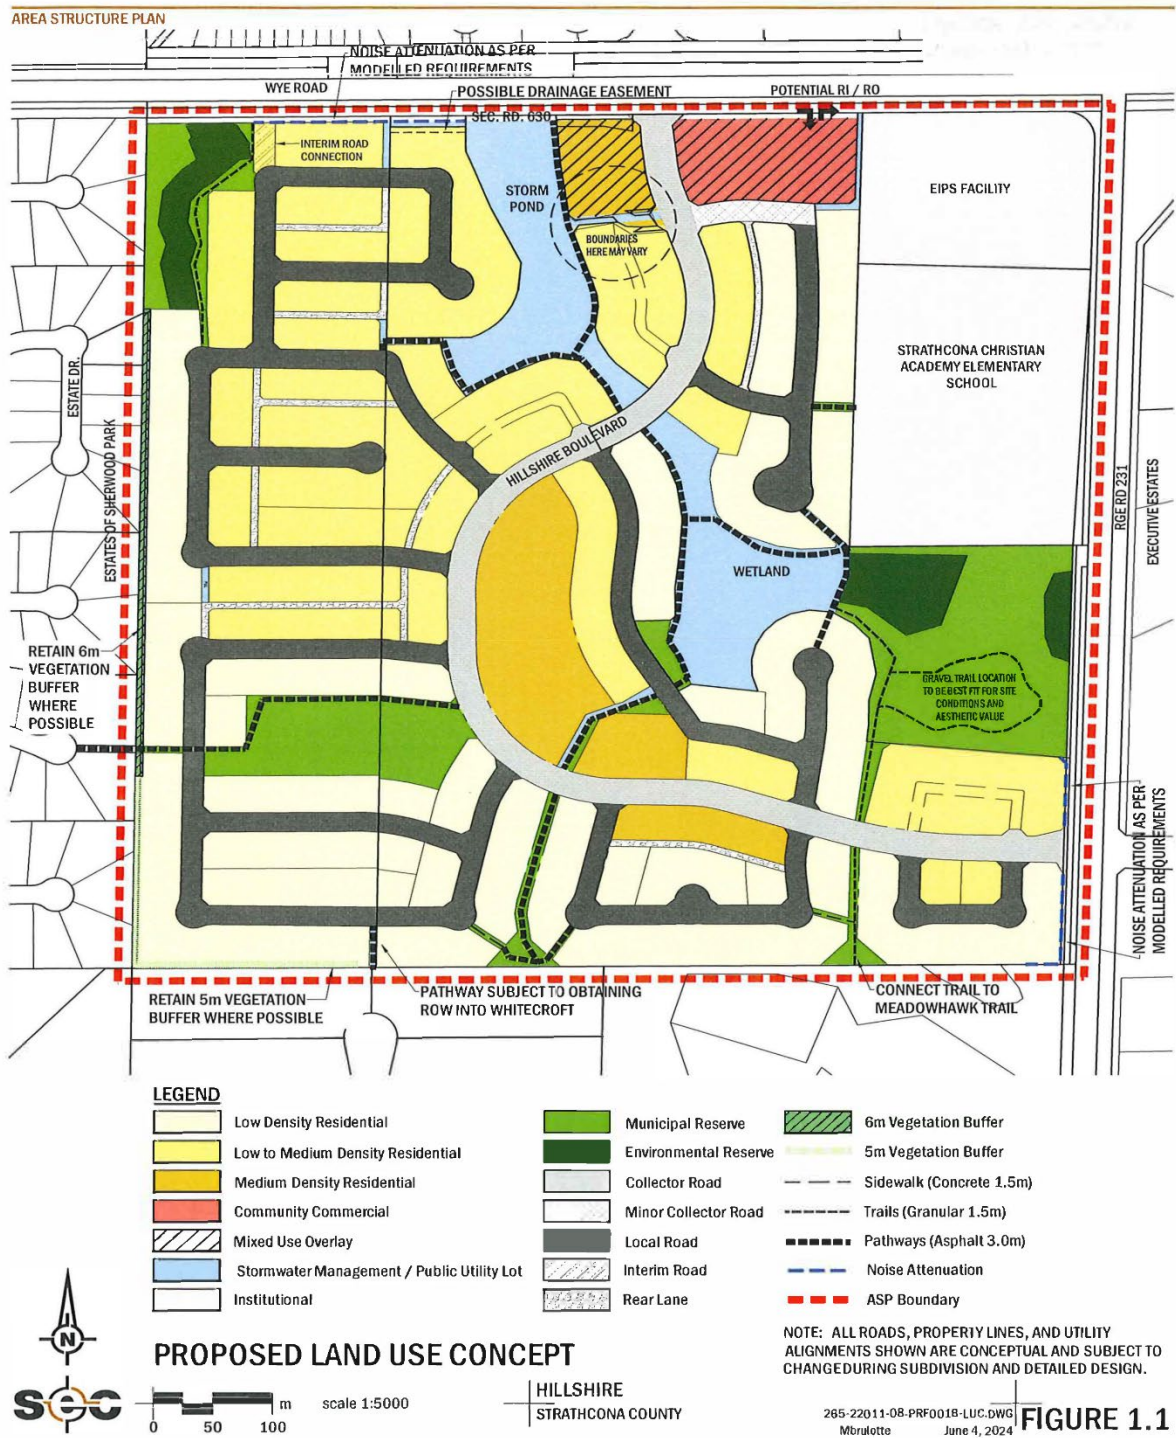 AREA STRUCTURE PLAN
NOISE ATTENUATION AS PER
MODELLED REQUIREMENTS
WYE ROAD
POSSIBLE DRAINAGE EASEMENT
POTENTIAL RI / RO
SEC. RD. 630
INTERIM ROAD
CONNECTION
STORM
POND
EIPS FACILITY
BOUNDARIES
HERE MAY VARY
STRATHCONA CHRISTIAN
ACADEMY ELEMENTARY
SCHOOL
ESTATE DR.
ESTATES OF SHERWOOD PARK
HILLSHIRE BOULEVARD
RGE RD 231
EXECUTIVE ESTATES
WETLAND
RETAIN 6m
VEGETATION
BUFFER
WHERE
POSSIBLE
GRAVEL TRAIL LOCATION
TO BE BEST FIT FOR SITE
CONDITIONS AND
AESTHETIC VALUE
NOISE ATTENUATION AS PER
MODELLED REQUIREMENTS
RETAIN 5m VEGETATION
BUFFER WHERE POSSIBLE
PATHWAY SUBJECT TO OBTAINING
ROW INTO WHITECROFT
CONNECT TRAIL TO
MEADOWHAWK TRAIL
LEGEND
Low Density Residential
Low to Medium Density Residential
Medium Density Residential
Community Commercial
Mixed Use Overlay
Stormwater Management / Public Utility Lot
Institutional
Municipal Reserve
Environmental Reserve
Collector Road
Minor Collector Road
Local Road
Interim Road
Rear Lane
6m Vegetation Buffer
5m Vegetation Buffer
Sidewalk (Concrete 1.5m)
Trails (Granular 1.5m)
Pathways (Asphalt 3.0m)
Noise Attenuation
ASP Boundary
N
PROPOSED LAND USE CONCEPT
NOTE: ALL ROADS, PROPERTY LINES, AND UTILITY
ALIGNMENTS SHOWN ARE CONCEPTUAL AND SUBJECT TO
CHANGEDURING SUBDIVISION AND DETAILED DESIGN.
sec
m
0 50 100
scale 1:5000
HILLSHIRE
STRATHCONA COUNTY
265-22011-08-PRF001B-LUC.DWG
Mbrulotte June 4, 2024
FIGURE 1.1